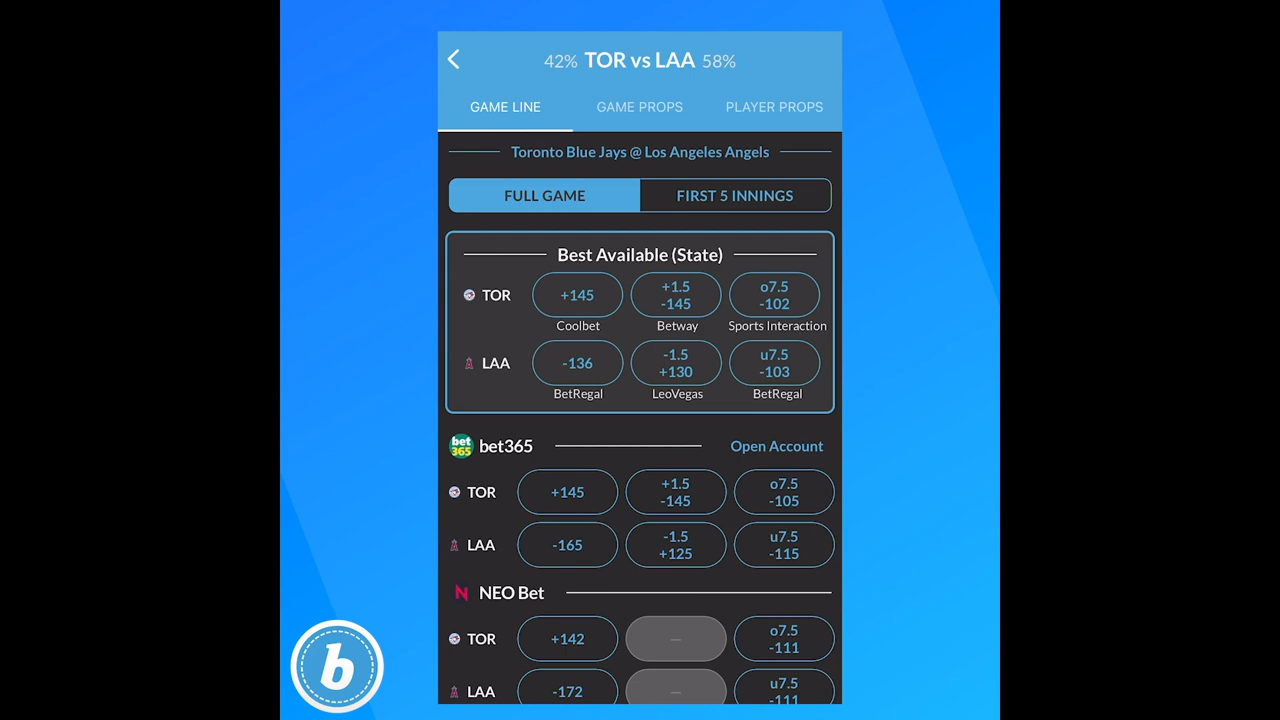 42% TOR vs LAA 58%
GAME LINE GAME PROPS PLAYER PROPS
Toronto Blue Jays @ Los Angeles Angels
FULL GAME FIRST 5 INNINGS
Best Available (State)
TOR +145 +1.5 -145 o7.5 -102
Coolbet Betway Sports Interaction
LAA -136 -1.5 +130 u7.5 -103
BetRegal LeoVegas BetRegal
bet365 bet365 Open Account
TOR +145 +1.5 -145 o7.5 -105
LAA -165 -1.5 +125 u7.5 -115
N NEO Bet
TOR +142 — o7.5 -111
LAA -172 — u7.5 -111
b